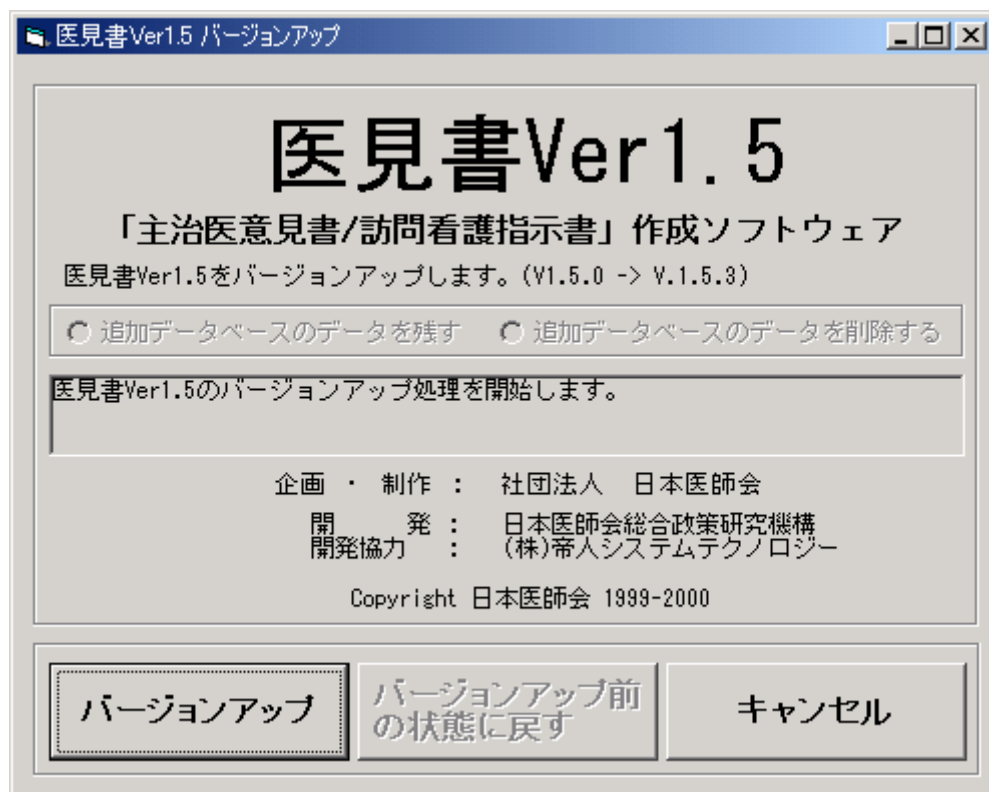 医見書Ver1.5 バージョンアップ
医見書Ver1.5
「主治医意見書/訪問看護指示書」作成ソフトウェア
医見書Ver1.5をバージョンアップします。(V1.5.0 -> V.1.5.3)
追加データベースのデータを残す 追加データベースのデータを削除する
医見書Ver1.5のバージョンアップ処理を開始します。
企画 ・ 制作 : 社団法人 日本医師会
開 発 : 日本医師会総合政策研究機構
開発協力 : (株)帝人システムテクノロジー
Copyright 日本医師会 1999-2000
バージョンアップ
バージョンアップ前
の状態に戻す
キャンセル